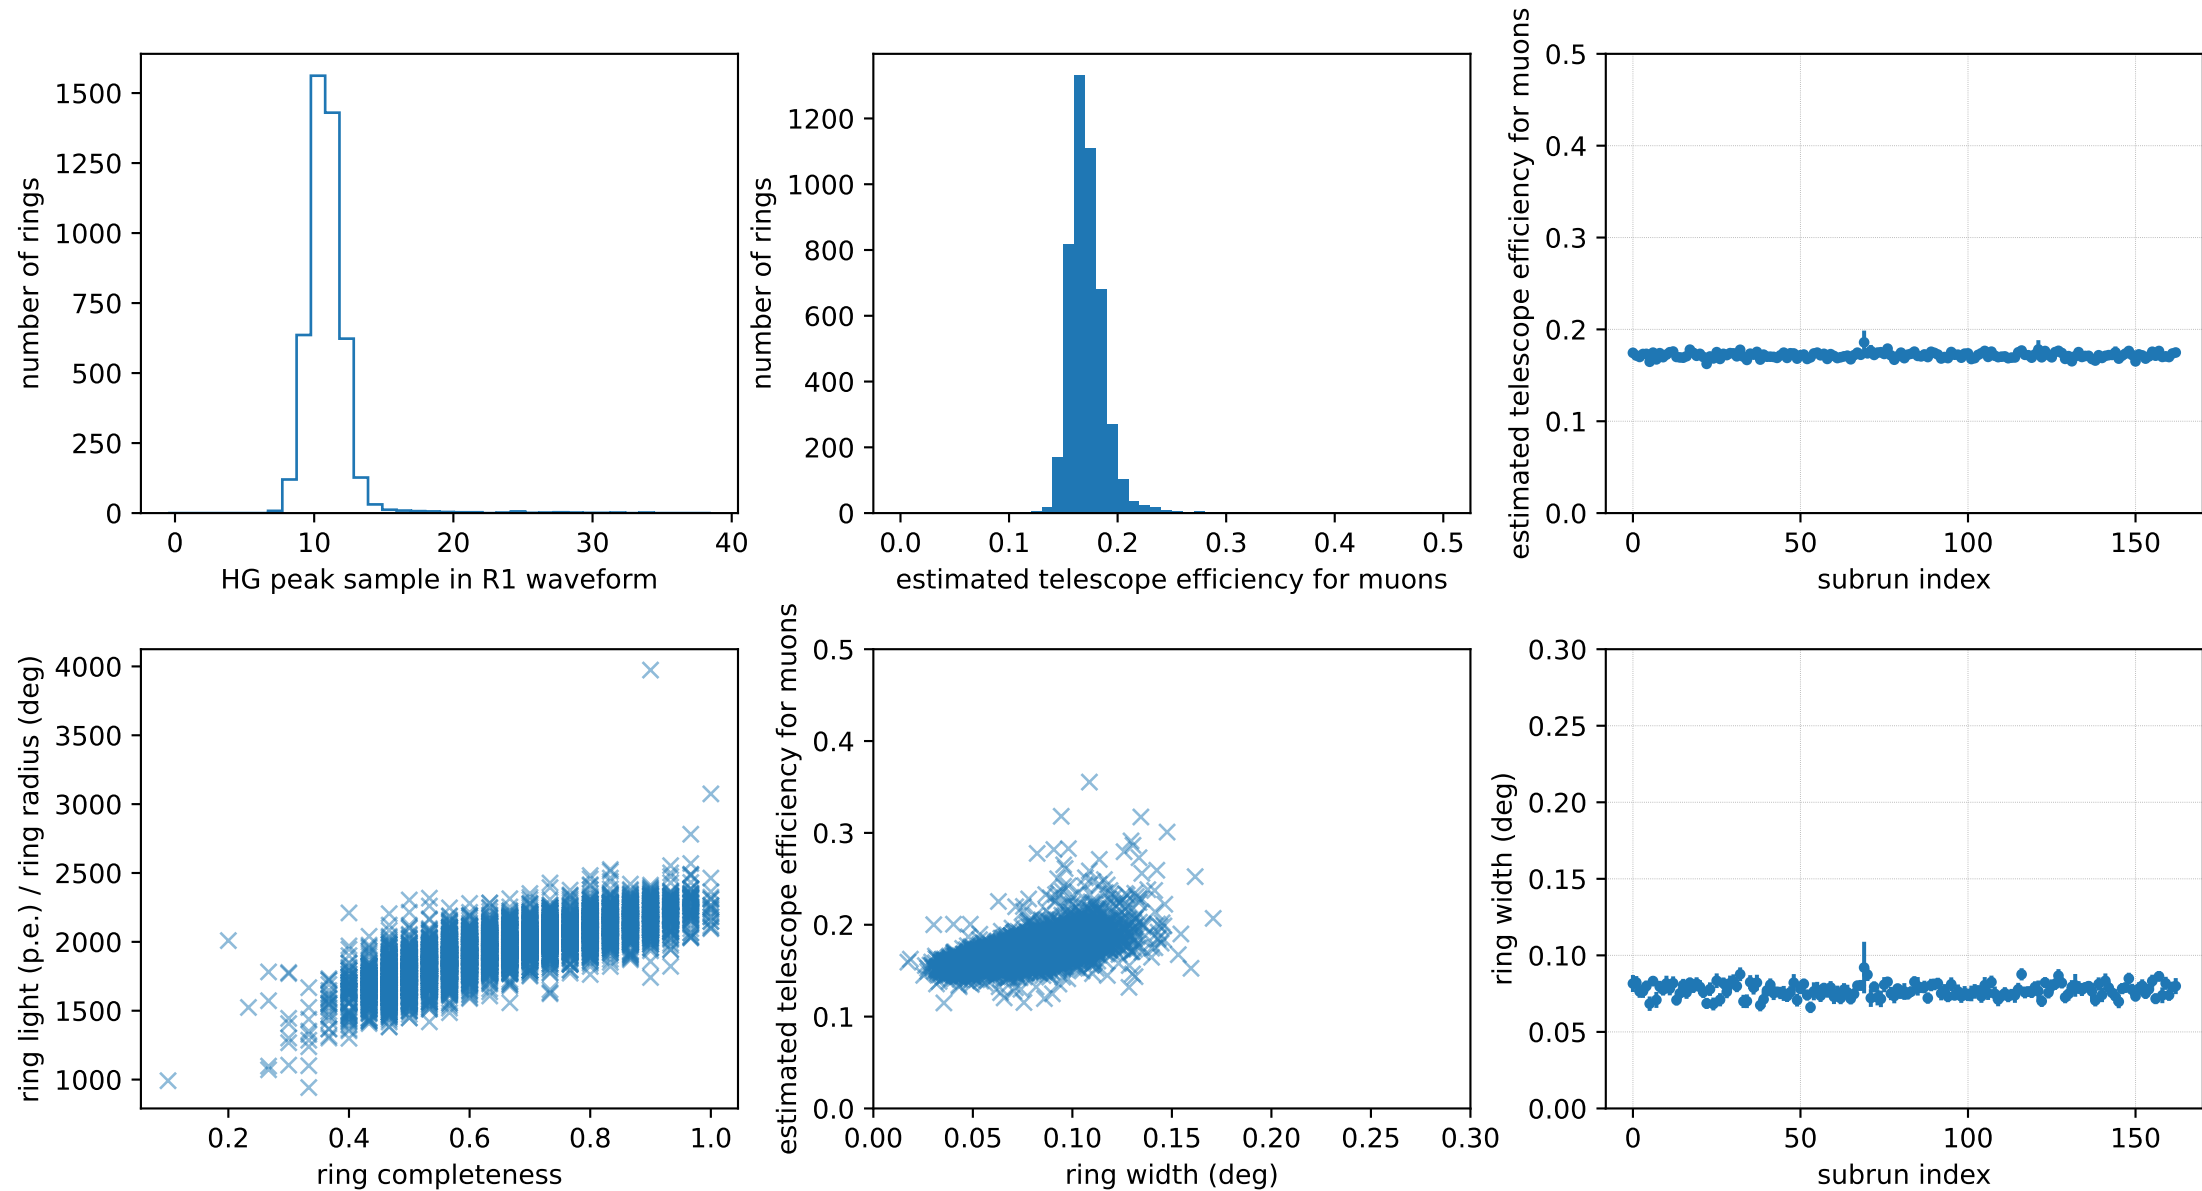 number of rings
1500
1250
1000
750
500
250
0
0 10 20 30 40
HG peak sample in R1 waveform
number of rings
1200
1000
800
600
400
200
0
0.0 0.1 0.2 0.3 0.4 0.5
estimated telescope efficiency for muons
estimated telescope efficiency for muons
0.5
0.4
0.3
0.2
0.1
0.0
0 50 100 150
subrun index
ring light (p.e.) / ring radius (deg)
4000
3500
3000
2500
2000
1500
1000
0.2 0.4 0.6 0.8 1.0
ring completeness
estimated telescope efficiency for muons
0.5
0.4
0.3
0.2
0.1
0.0
0.00 0.05 0.10 0.15 0.20 0.25 0.30
ring width (deg)
ring width (deg)
0.30
0.25
0.20
0.15
0.10
0.05
0.00
0 50 100 150
subrun index